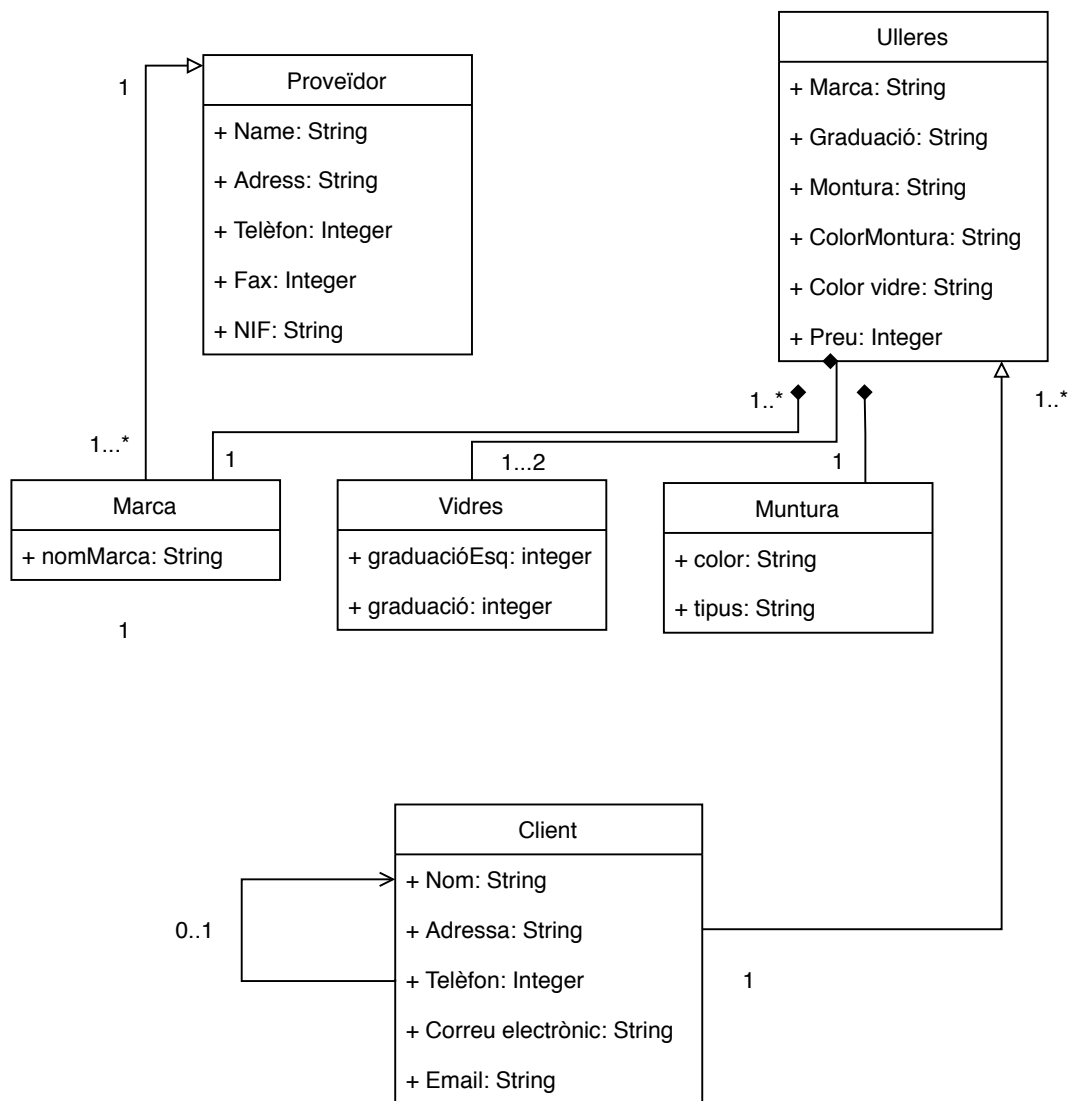 Ulleres
+ Marca: String
+ Graduació: String
+ Montura: String
+ ColorMontura: String
+ Color vidre: String
+ Preu: Integer
1
Proveïdor
+ Name: String
+ Adress: String
+ Telèfon: Integer
+ Fax: Integer
+ NIF: String
1..*
1..*
1...*
1
1...2
1
Marca
+ nomMarca: String
1
Vidres
+ graduacióEsq: integer
+ graduació: integer
Muntura
+ color: String
+ tipus: String
Client
+ Nom: String
+ Adressa: String
+ Telèfon: Integer
+ Correu electrònic: String
+ Email: String
0..1
1